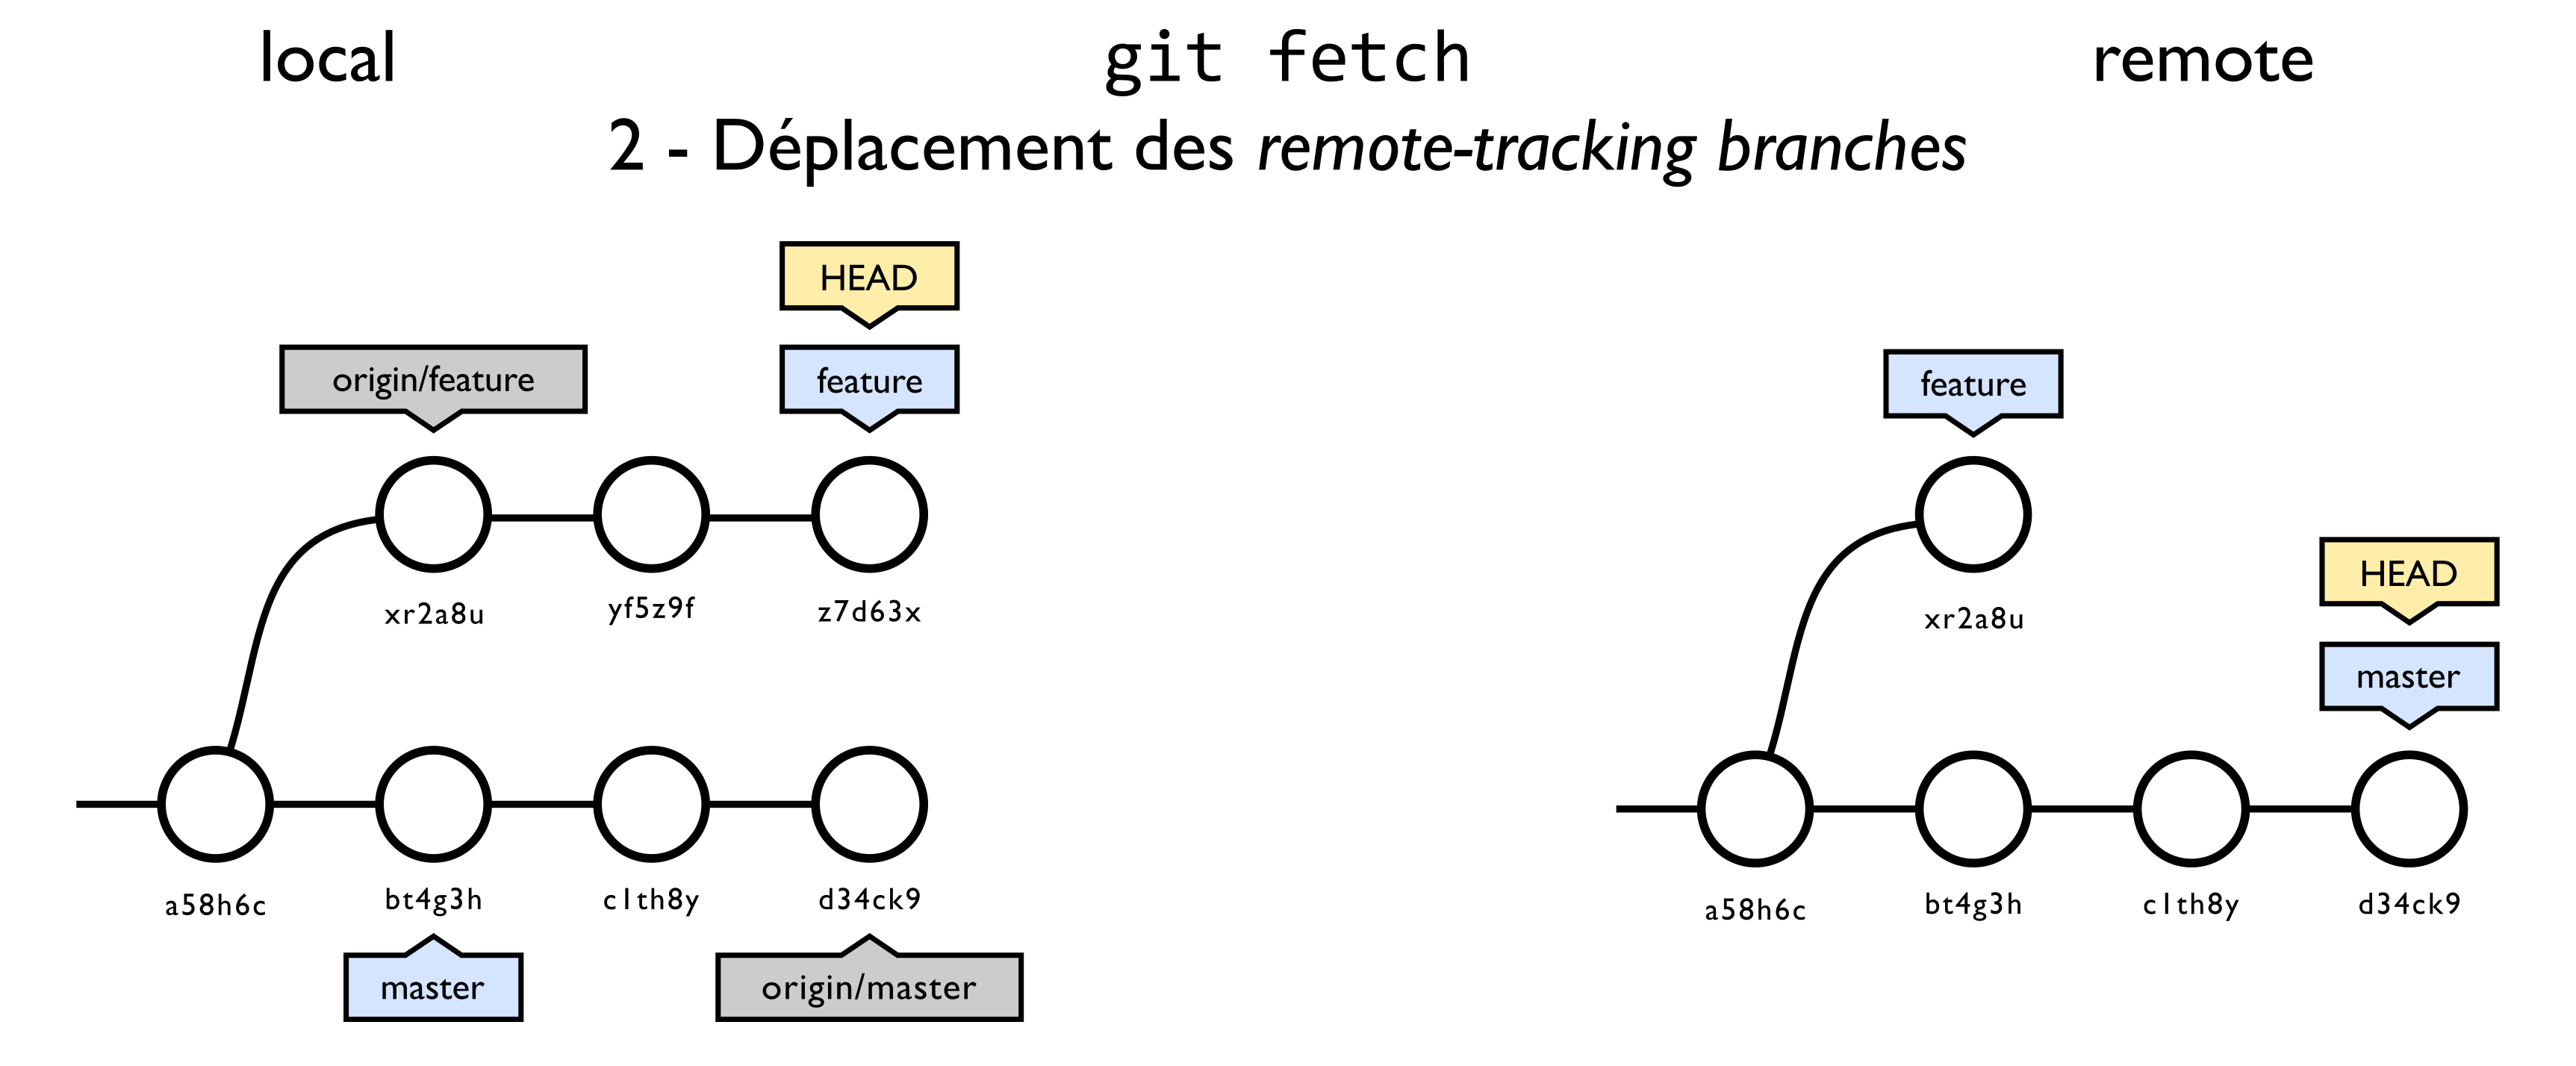 local
git fetch
remote
2 - Déplacement des remote-tracking branches
HEAD
origin/feature
feature
xr2a8u
yf5z9f
z7d63x
a58h6c
bt4g3h
c1th8y
d34ck9
master
origin/master
feature
xr2a8u
HEAD
master
a58h6c
bt4g3h
c1th8y
d34ck9